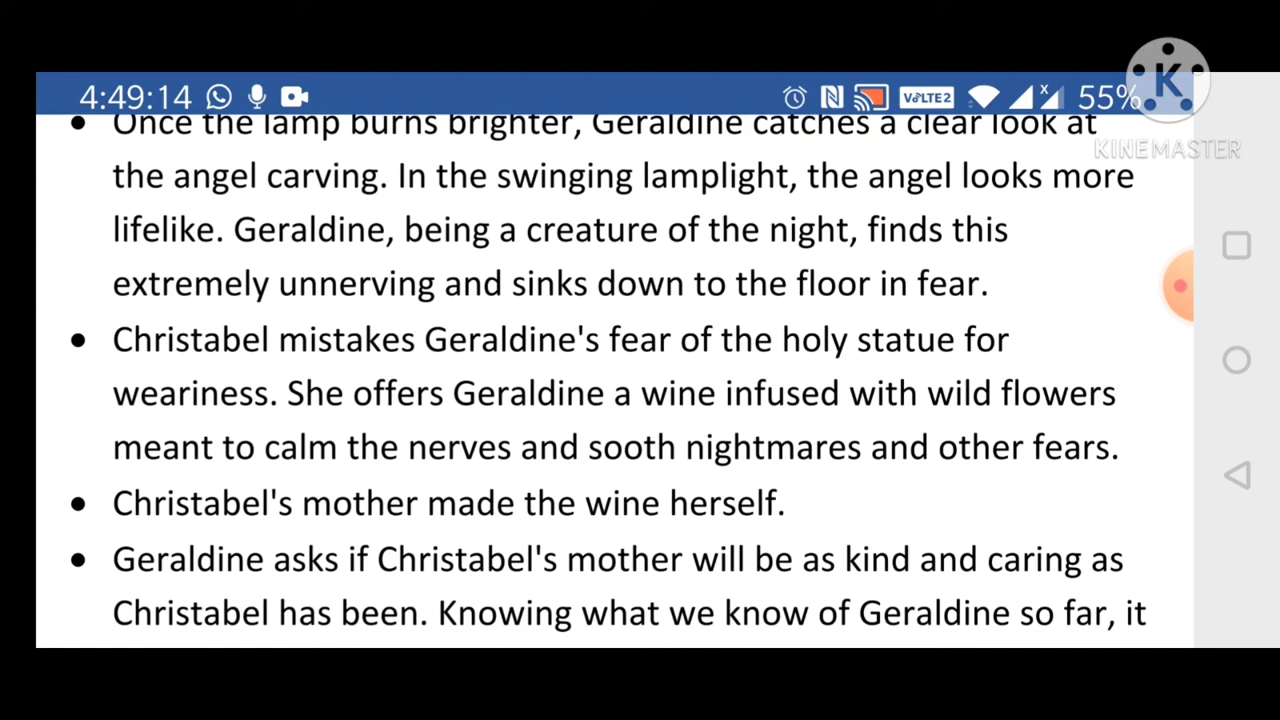 4:49:14 VoLTE2 x 55%
K
KINEMASTER
• Once the lamp burns brighter, Geraldine catches a clear look at
the angel carving. In the swinging lamplight, the angel looks more
lifelike. Geraldine, being a creature of the night, finds this
extremely unnerving and sinks down to the floor in fear.
• Christabel mistakes Geraldine's fear of the holy statue for
weariness. She offers Geraldine a wine infused with wild flowers
meant to calm the nerves and sooth nightmares and other fears.
• Christabel's mother made the wine herself.
• Geraldine asks if Christabel's mother will be as kind and caring as
Christabel has been. Knowing what we know of Geraldine so far, it